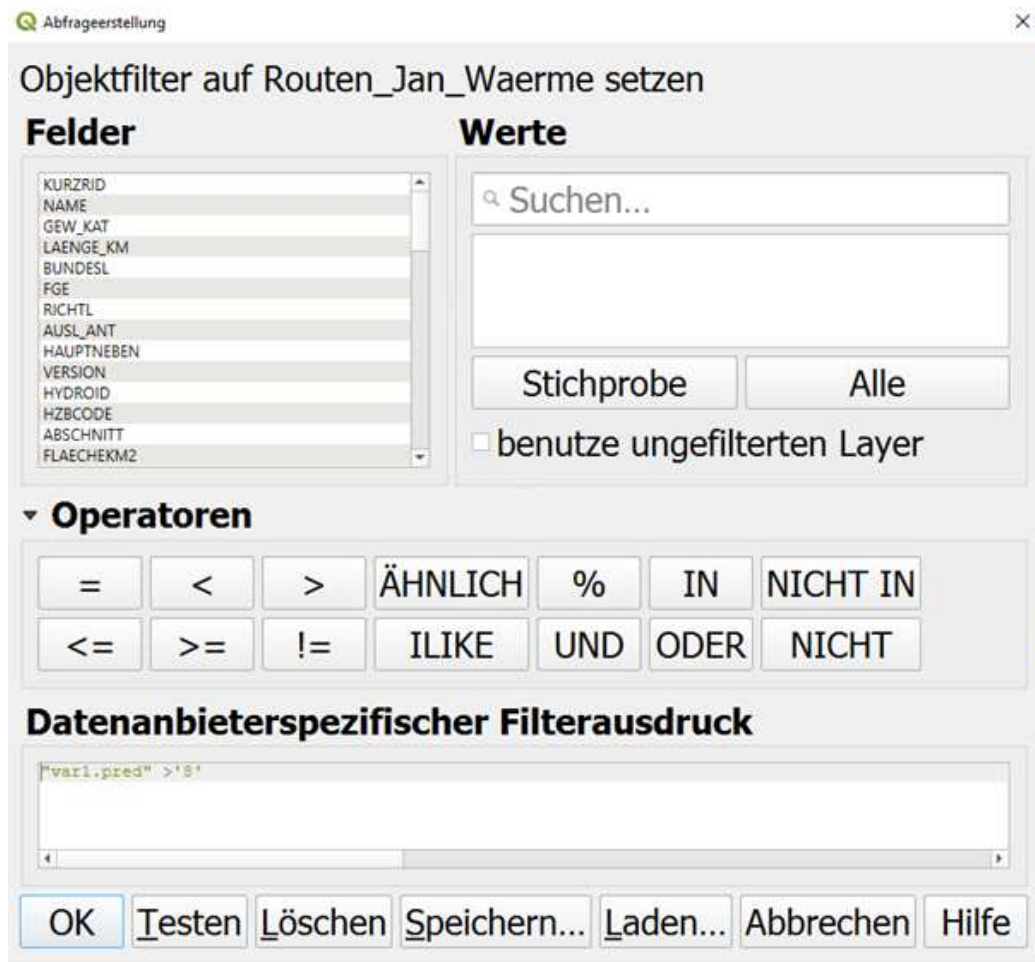 Abfrageerstellung
Objektfilter auf Routen_Jan_Waerme setzen
Felder
KURZRID
NAME
GEW_KAT
LAENGE_KM
BUNDESL
FGE
RICHTL
AUSL_ANT
HAUPTNEBEN
VERSION
HYDROID
HZBCODE
ABSCHNITT
FLAECHEKM2
Werte
Suchen...
Stichprobe Alle
benutze ungefilterten Layer
Operatoren
= < > ÄHNLICH % IN NICHT IN
<= >= != ILIKE UND ODER NICHT
Datenanbieterspezifischer Filterausdruck
"var1.pred" >'8'
OK Testen Löschen Speichern... Laden... Abbrechen Hilfe